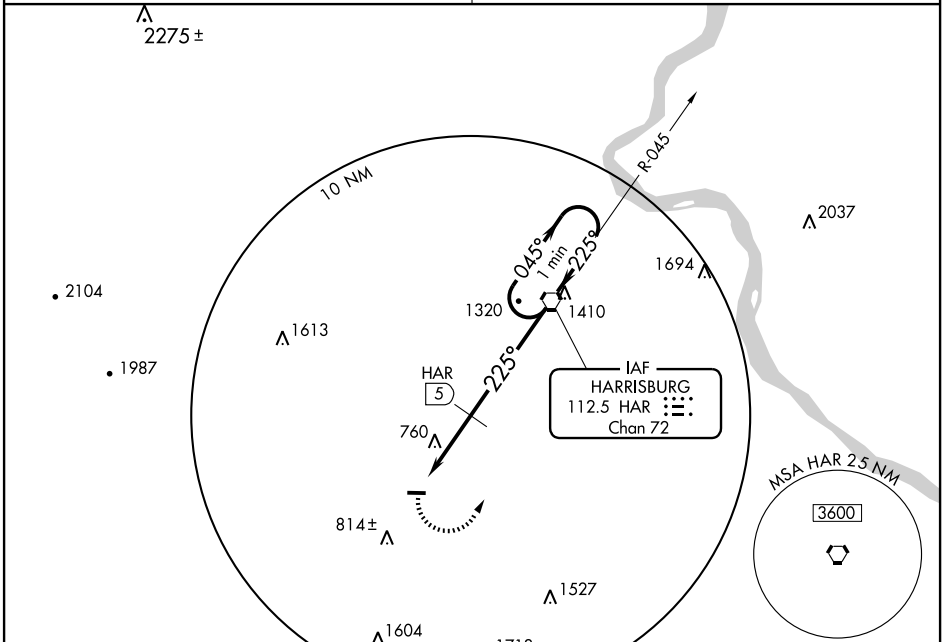 2275 ±
10 NM
R-045
2037
045°
1 min
225°
1694
2104
1320
1410
1613
1987
225°
HAR
5
IAF
HARRISBURG
112.5 HAR
Chan 72
760
MSA HAR 25 NM
3600
814 ±
1527
1604